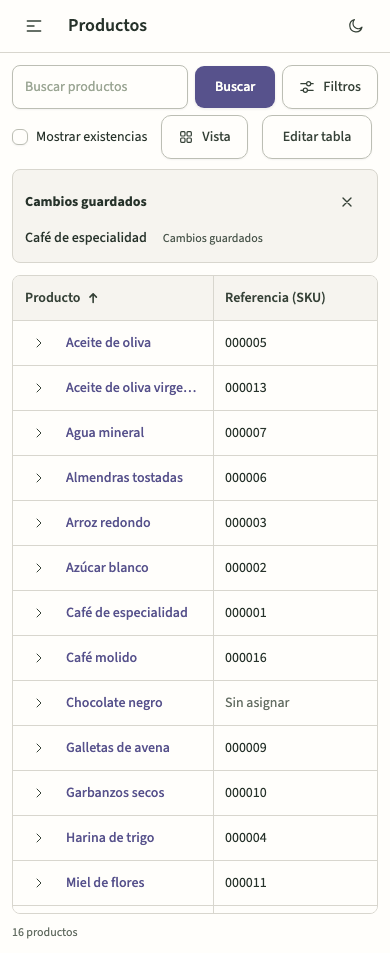 Productos
Buscar productos
Buscar
Filtros
Mostrar existencias
Vista
Editar tabla
Cambios guardados
Café de especialidad Cambios guardados
Producto Referencia (SKU)
Aceite de oliva 000005
Aceite de oliva virge... 000013
Agua mineral 000007
Almendras tostadas 000006
Arroz redondo 000003
Azúcar blanco 000002
Café de especialidad 000001
Café molido 000016
Chocolate negro Sin asignar
Galletas de avena 000009
Garbanzos secos 000010
Harina de trigo 000004
Miel de flores 000011
16 productos